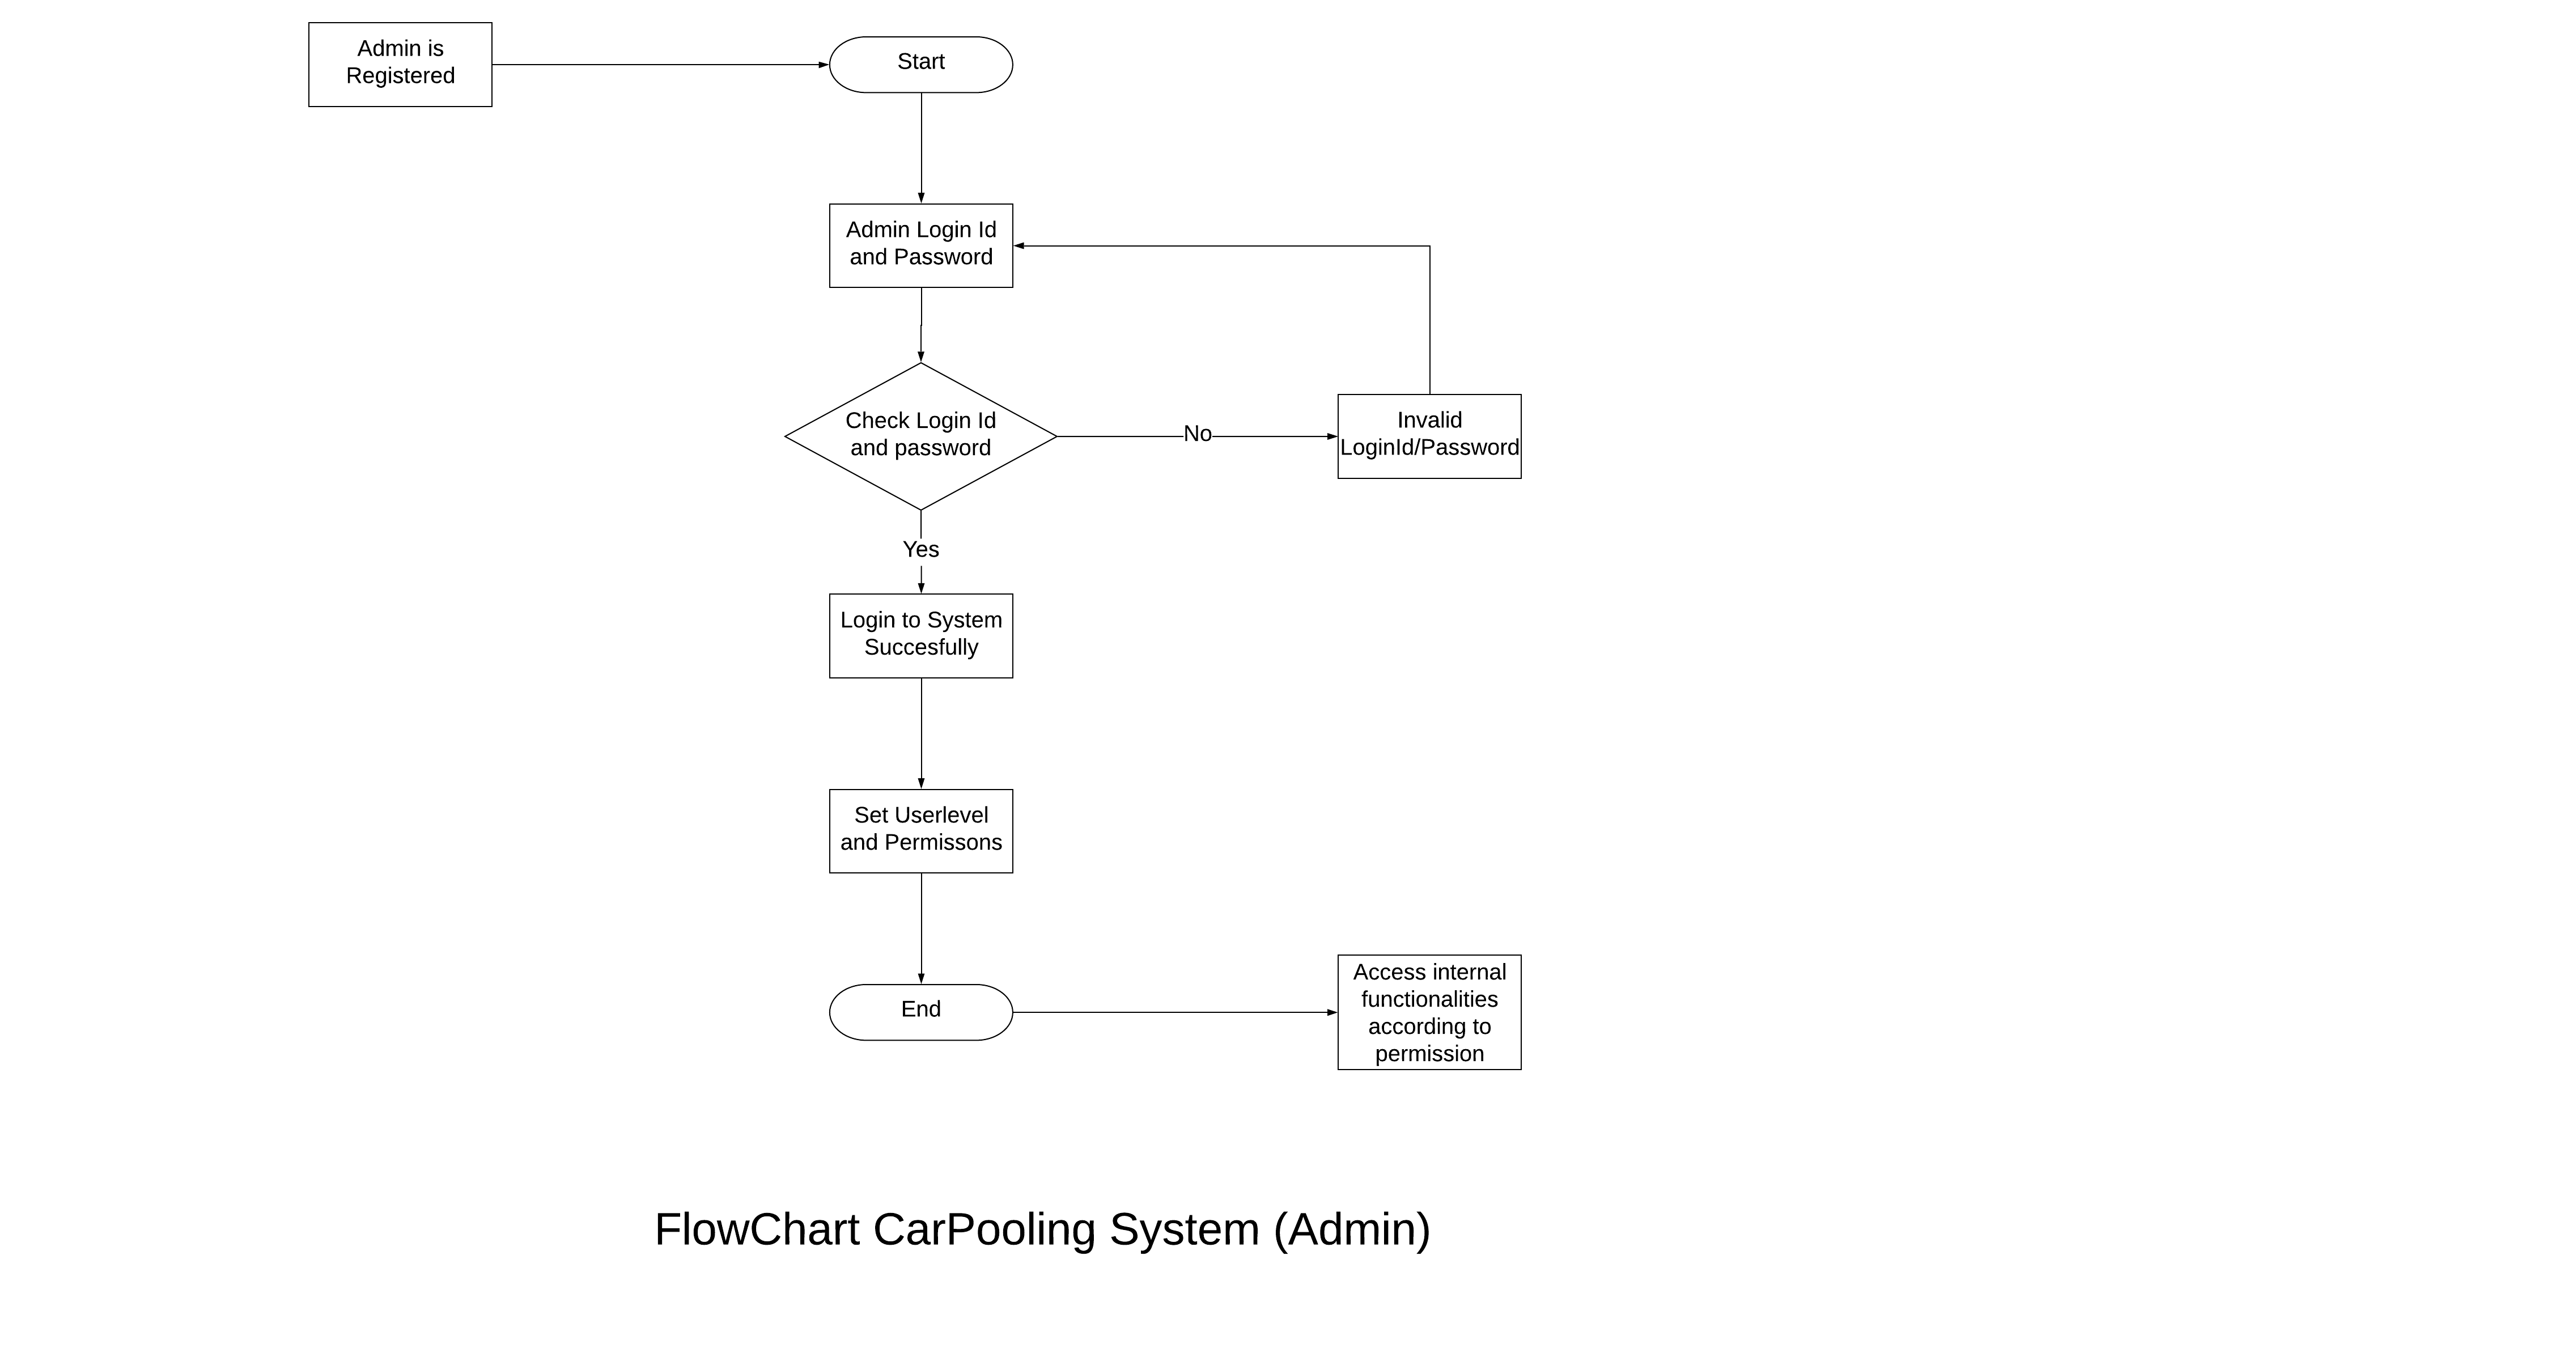 Admin is
Registered
Start
Admin Login Id
and Password
Check Login Id
and password
No
Invalid
LoginId/Password
Yes
Login to System
Succesfully
Set Userlevel
and Permissons
End
Access internal
functionalities
according to
permission
FlowChart CarPooling System (Admin)